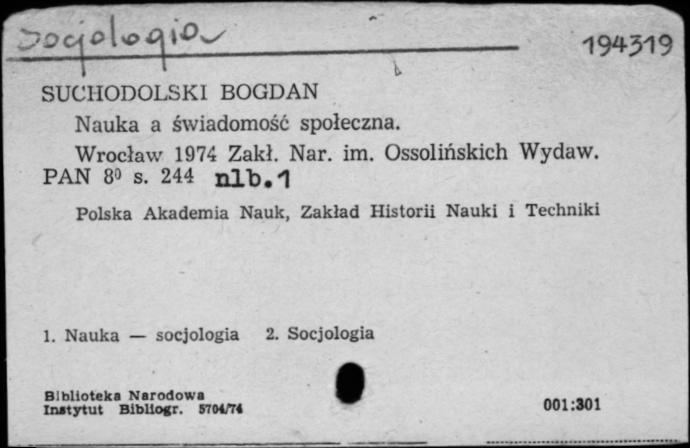 socjologia
194319
SUCHODOLSKI BOGDAN
Nauka a świadomość społeczna.
Wrocław 1974 Zakł. Nar. im. Ossolińskich Wydaw.
PAN 8⁰ s. 244 nlb.1
Polska Akademia Nauk, Zakład Historii Nauki i Techniki
1. Nauka — socjologia 2. Socjologia
Biblioteka Narodowa
Instytut Bibliogr. 5704/74
001:301